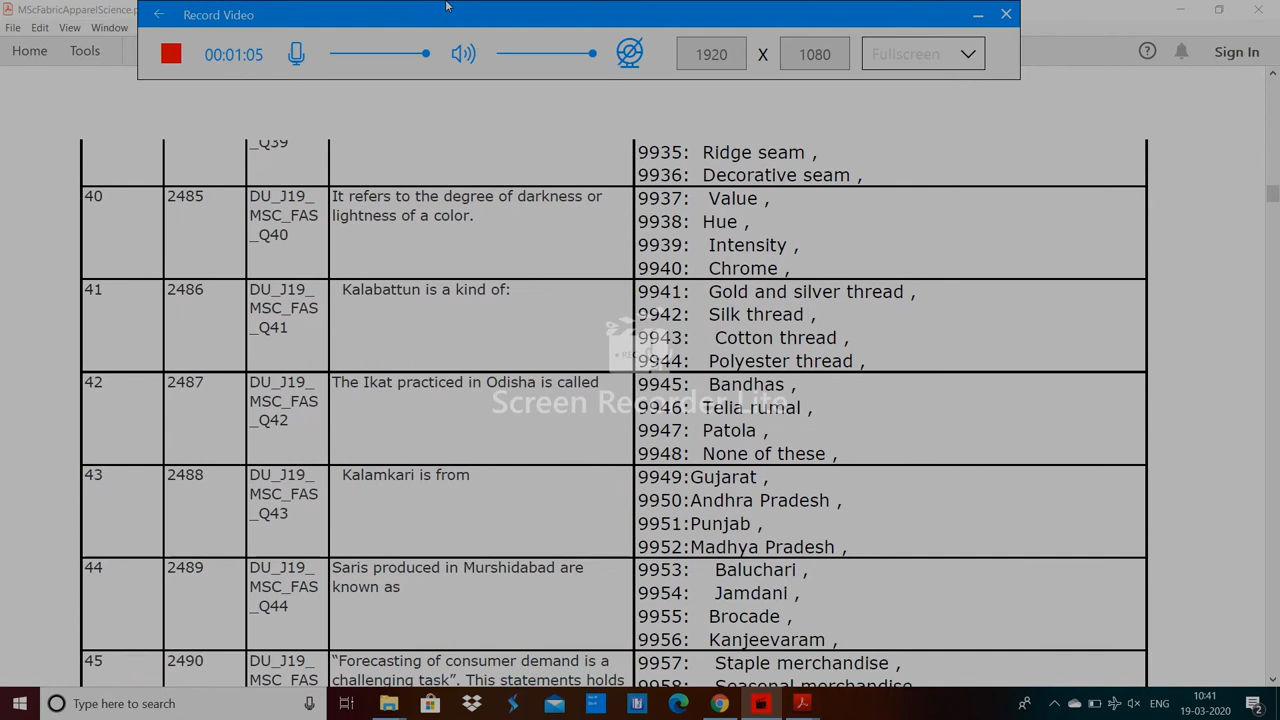 MScFabricApparelScience.p
Record Video
File Edit View Window
Home Tools
00:01:05
1920 X 1080 Fullscreen
Sign In
_Q39
9935: Ridge seam ,
9936: Decorative seam ,
40 2485 DU_J19_ It refers to the degree of darkness or 9937: Value ,
MSC_FAS lightness of a color. 9938: Hue ,
_Q40 9939: Intensity ,
9940: Chrome ,
41 2486 DU_J19_ Kalabattun is a kind of: 9941: Gold and silver thread ,
MSC_FAS 9942: Silk thread ,
_Q41 9943: Cotton thread ,
9944: Polyester thread ,
42 2487 DU_J19_ The Ikat practiced in Odisha is called 9945: Bandhas ,
MSC_FAS 9946: Telia rumal ,
_Q42 9947: Patola ,
9948: None of these ,
Screen Recorder Lite
43 2488 DU_J19_ Kalamkari is from 9949:Gujarat ,
MSC_FAS 9950:Andhra Pradesh ,
_Q43 9951:Punjab ,
9952:Madhya Pradesh ,
44 2489 DU_J19_ Saris produced in Murshidabad are 9953: Baluchari ,
MSC_FAS known as 9954: Jamdani ,
_Q44 9955: Brocade ,
9956: Kanjeevaram ,
45 2490 DU_J19_ “Forecasting of consumer demand is a 9957: Staple merchandise ,
MSC_FAS challenging task”. This statements holds 9958: Seasonal merchandise
Type here to search
ENG
10:41
19-03-2020
2